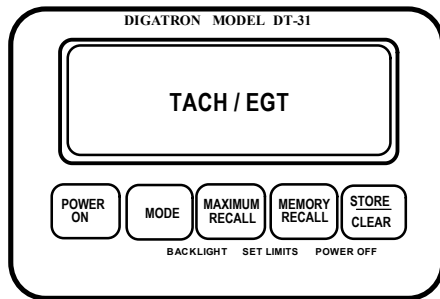 DIGATRON MODEL DT-31
TACH / EGT
POWER
ON
MODE
MAXIMUM
RECALL
MEMORY
RECALL
STORE
CLEAR
BACKLIGHT SET LIMITS POWER OFF